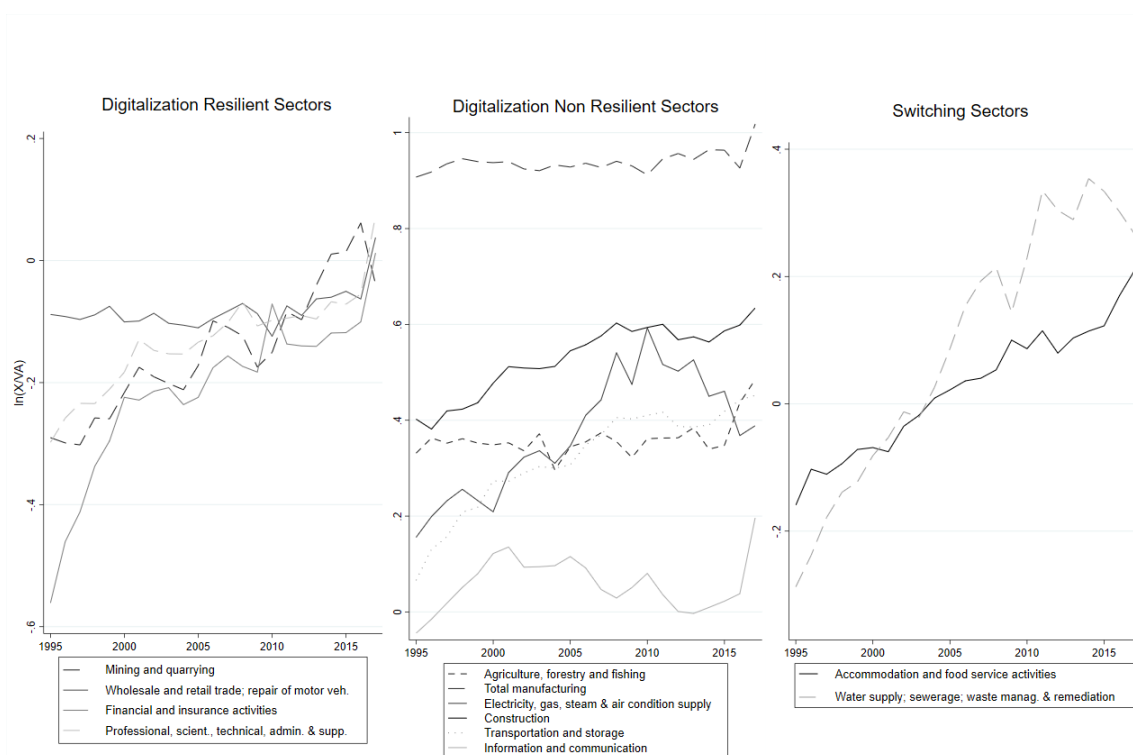 Digitalization Resilient Sectors
ln(X/VA)
.2
0
-.2
-.4
-.6
1995 2000 2005 2010 2015
Mining and quarrying
Wholesale and retail trade; repair of motor veh.
Financial and insurance activities
Professional, scient., technical, admin. & supp.
Digitalization Non Resilient Sectors
1
.8
.6
.4
.2
0
1995 2000 2005 2010 2015
Agriculture, forestry and fishing
Total manufacturing
Electricity, gas, steam & air condition supply
Construction
Transportation and storage
Information and communication
Switching Sectors
.4
.2
0
-.2
1995 2000 2005 2010 2015
Accommodation and food service activities
Water supply; sewerage; waste manag. & remediation